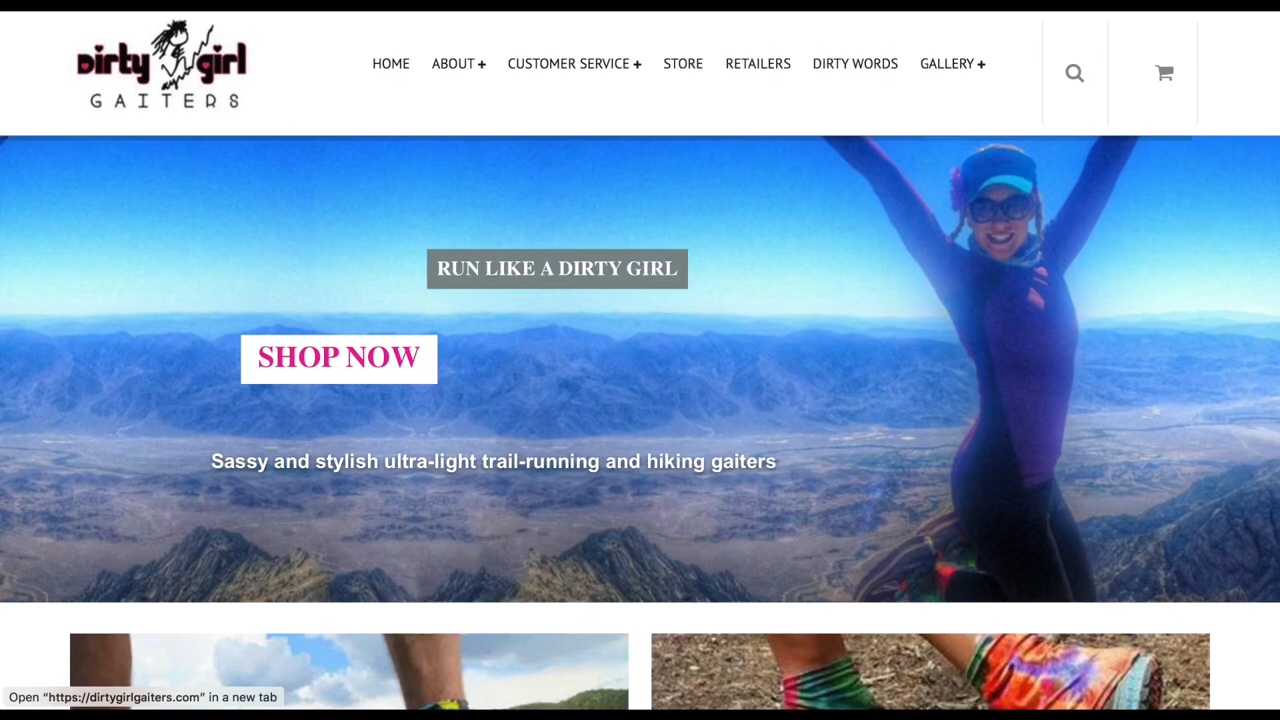 Dirty girl
GAITERS
HOME ABOUT + CUSTOMER SERVICE + STORE RETAILERS DIRTY WORDS GALLERY +
RUN LIKE A DIRTY GIRL
SHOP NOW
Sassy and stylish ultra-light trail-running and hiking gaiters
Open “https://dirtygirlgaiters.com” in a new tab